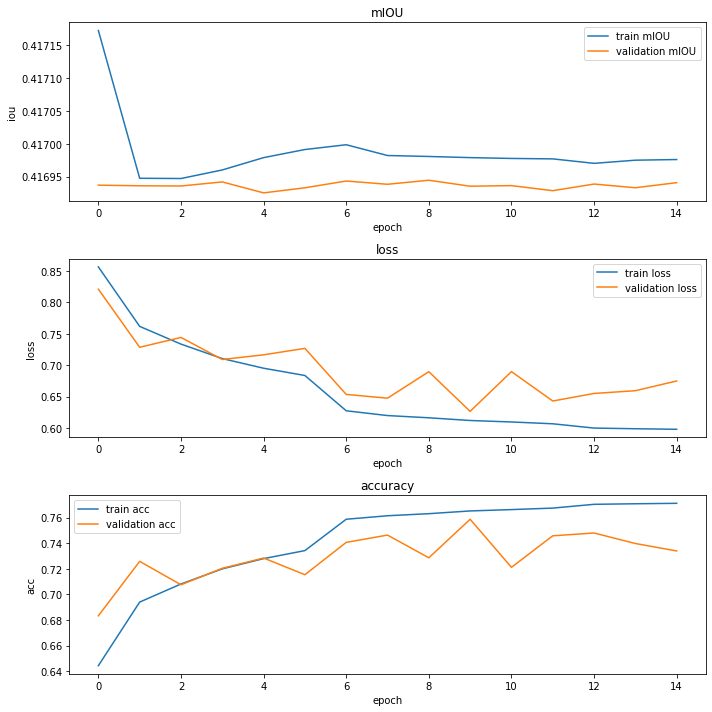 mIOU
train mIOU
validation mIOU
0.41715
0.41710
0.41705
0.41700
0.41695
iou
0 2 4 6 8 10 12 14
epoch
loss
train loss
validation loss
0.85
0.80
0.75
0.70
0.65
0.60
loss
0 2 4 6 8 10 12 14
epoch
accuracy
train acc
validation acc
0.76
0.74
0.72
0.70
0.68
0.66
0.64
acc
0 2 4 6 8 10 12 14
epoch